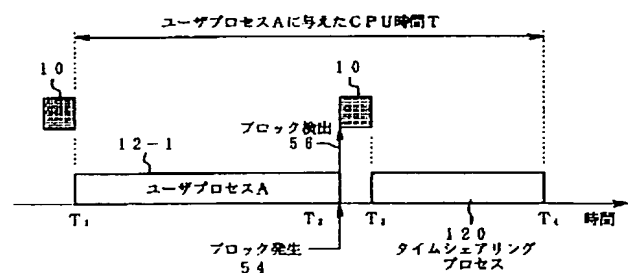 ユーザプロセスAに与えたCPU時間T
10
10
ブロック検出
56
12-1
ユーザプロセスA
T₁
T₂
T₃
T₄
時間
ブロック発生
54
120
タイムシェアリング
プロセス